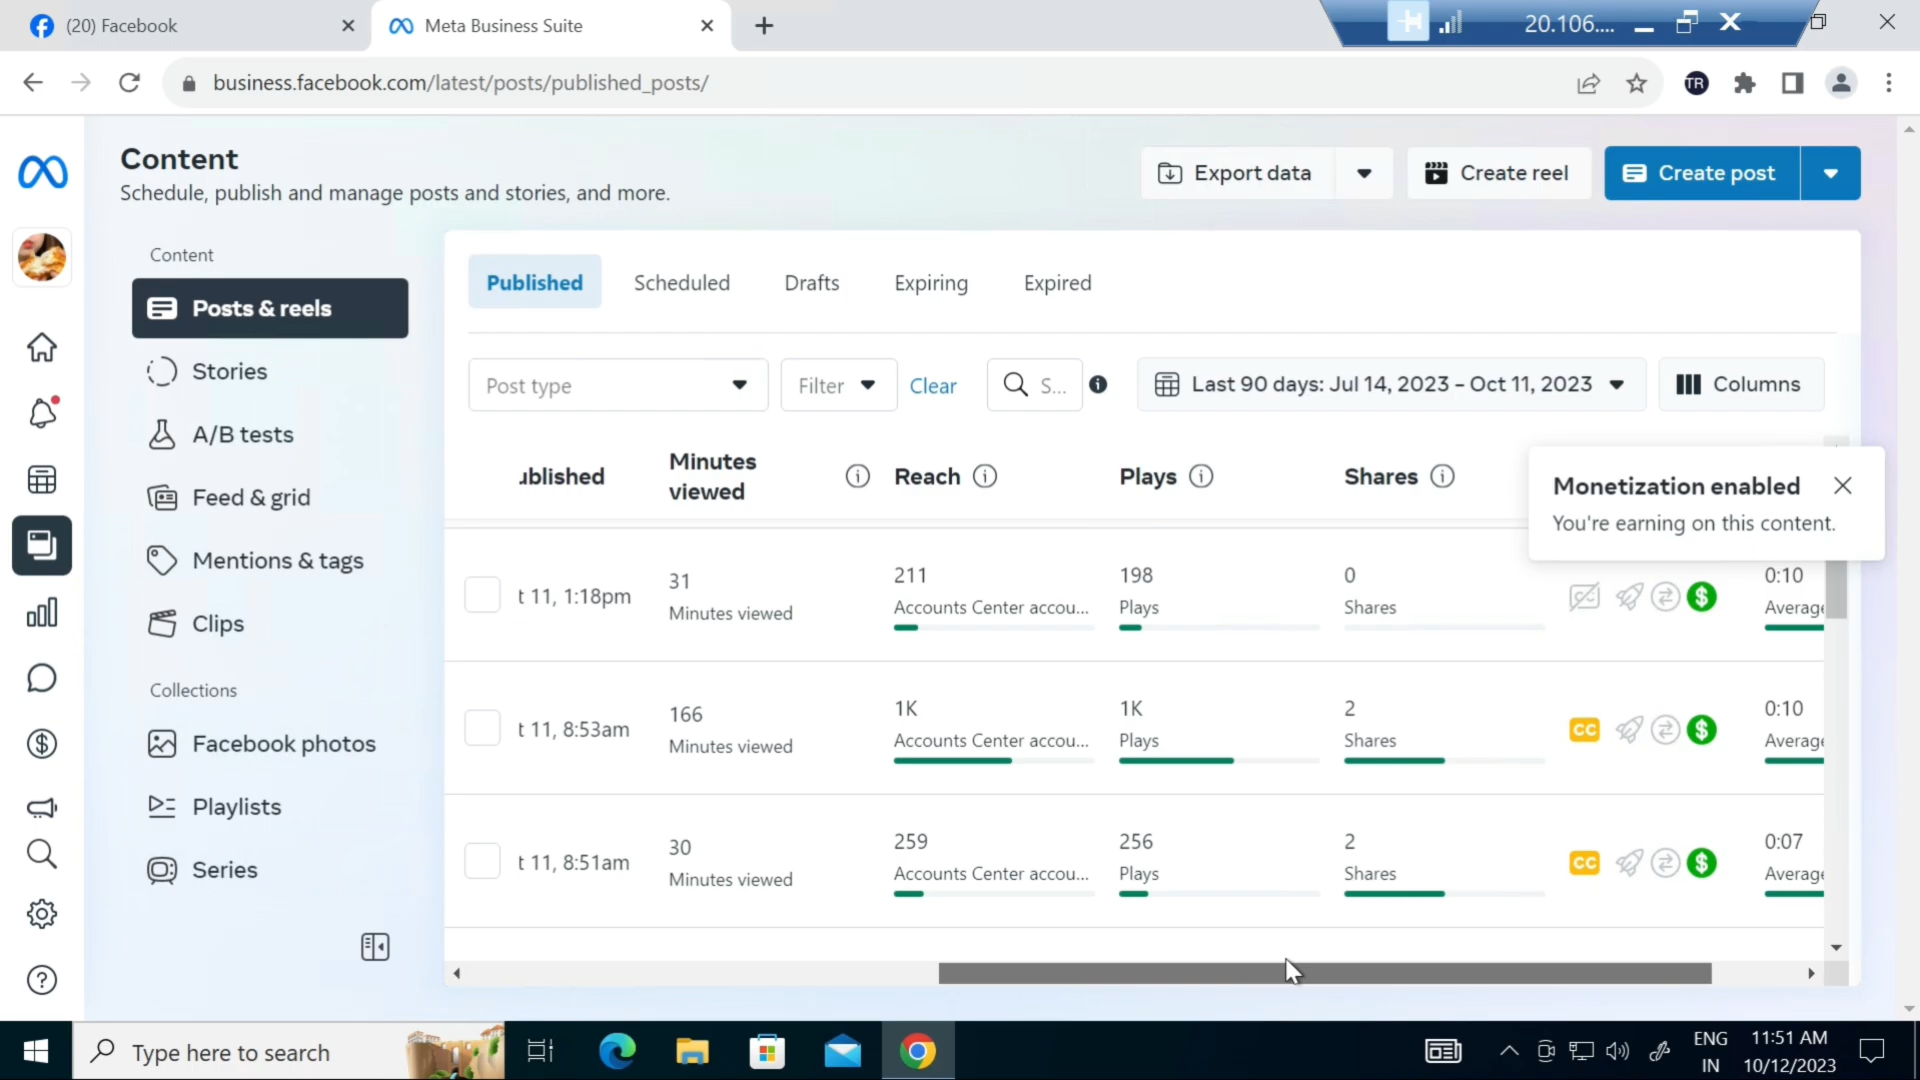 (20) Facebook
Meta Business Suite
20.106....
business.facebook.com/latest/posts/published_posts/
TR
Content
Schedule, publish and manage posts and stories, and more.
Export data
Create reel
Create post
Content
Posts & reels
Stories
A/B tests
Feed & grid
Mentions & tags
Clips
Collections
Facebook photos
Playlists
Series
Published
Scheduled
Drafts
Expiring
Expired
Post type
Filter
Clear
S...
Last 90 days: Jul 14, 2023 – Oct 11, 2023
Columns
ublished
Minutes
viewed
Reach
Plays
Shares
Monetization enabled
You're earning on this content.
t 11, 1:18pm
31
Minutes viewed
211
Accounts Center accou...
198
Plays
0
Shares
0:10
Average
t 11, 8:53am
166
Minutes viewed
1K
Accounts Center accou...
1K
Plays
2
Shares
CC
0:10
Average
t 11, 8:51am
30
Minutes viewed
259
Accounts Center accou...
256
Plays
2
Shares
CC
0:07
Average
Type here to search
ENG
IN
11:51 AM
10/12/2023